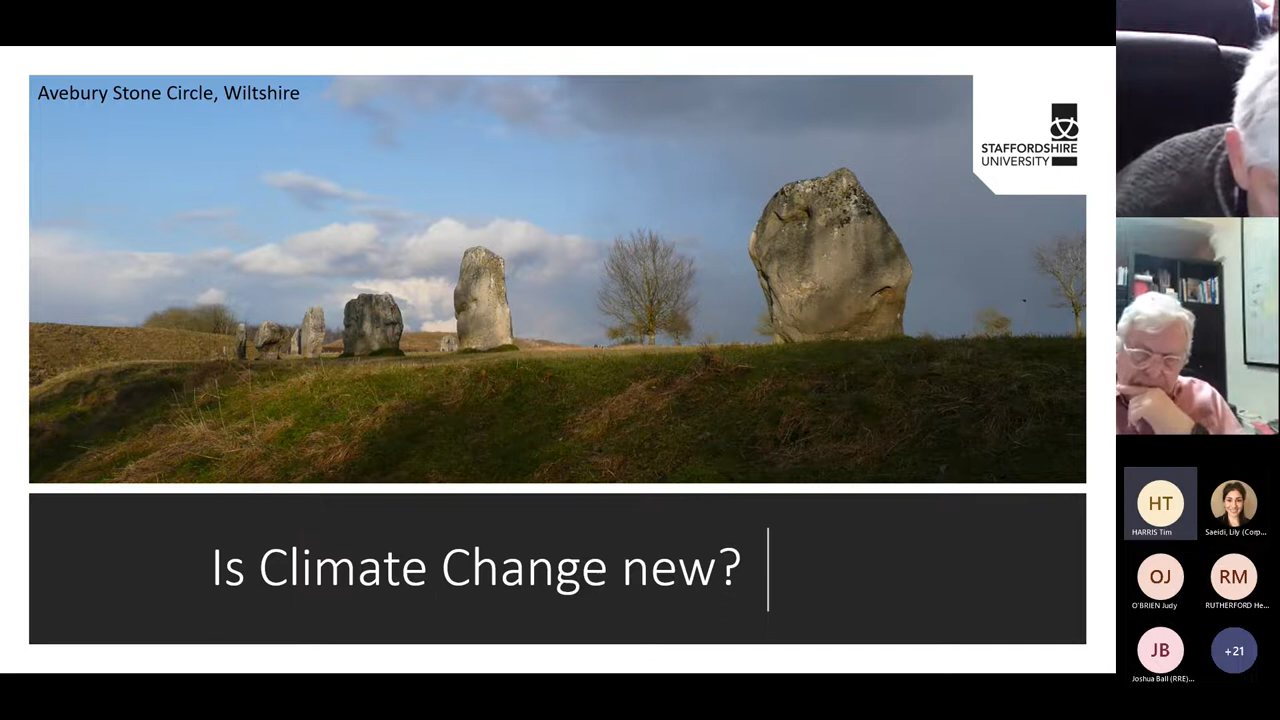 Avebury Stone Circle, Wiltshire
STAFFORDSHIRE
UNIVERSITY
Is Climate Change new?
HT
HARRIS Tim
Saeidi, Lily (Corp...
OJ
O'BRIEN Judy
RM
RUTHERFORD He...
JB
Joshua Ball (RRE)...
+21